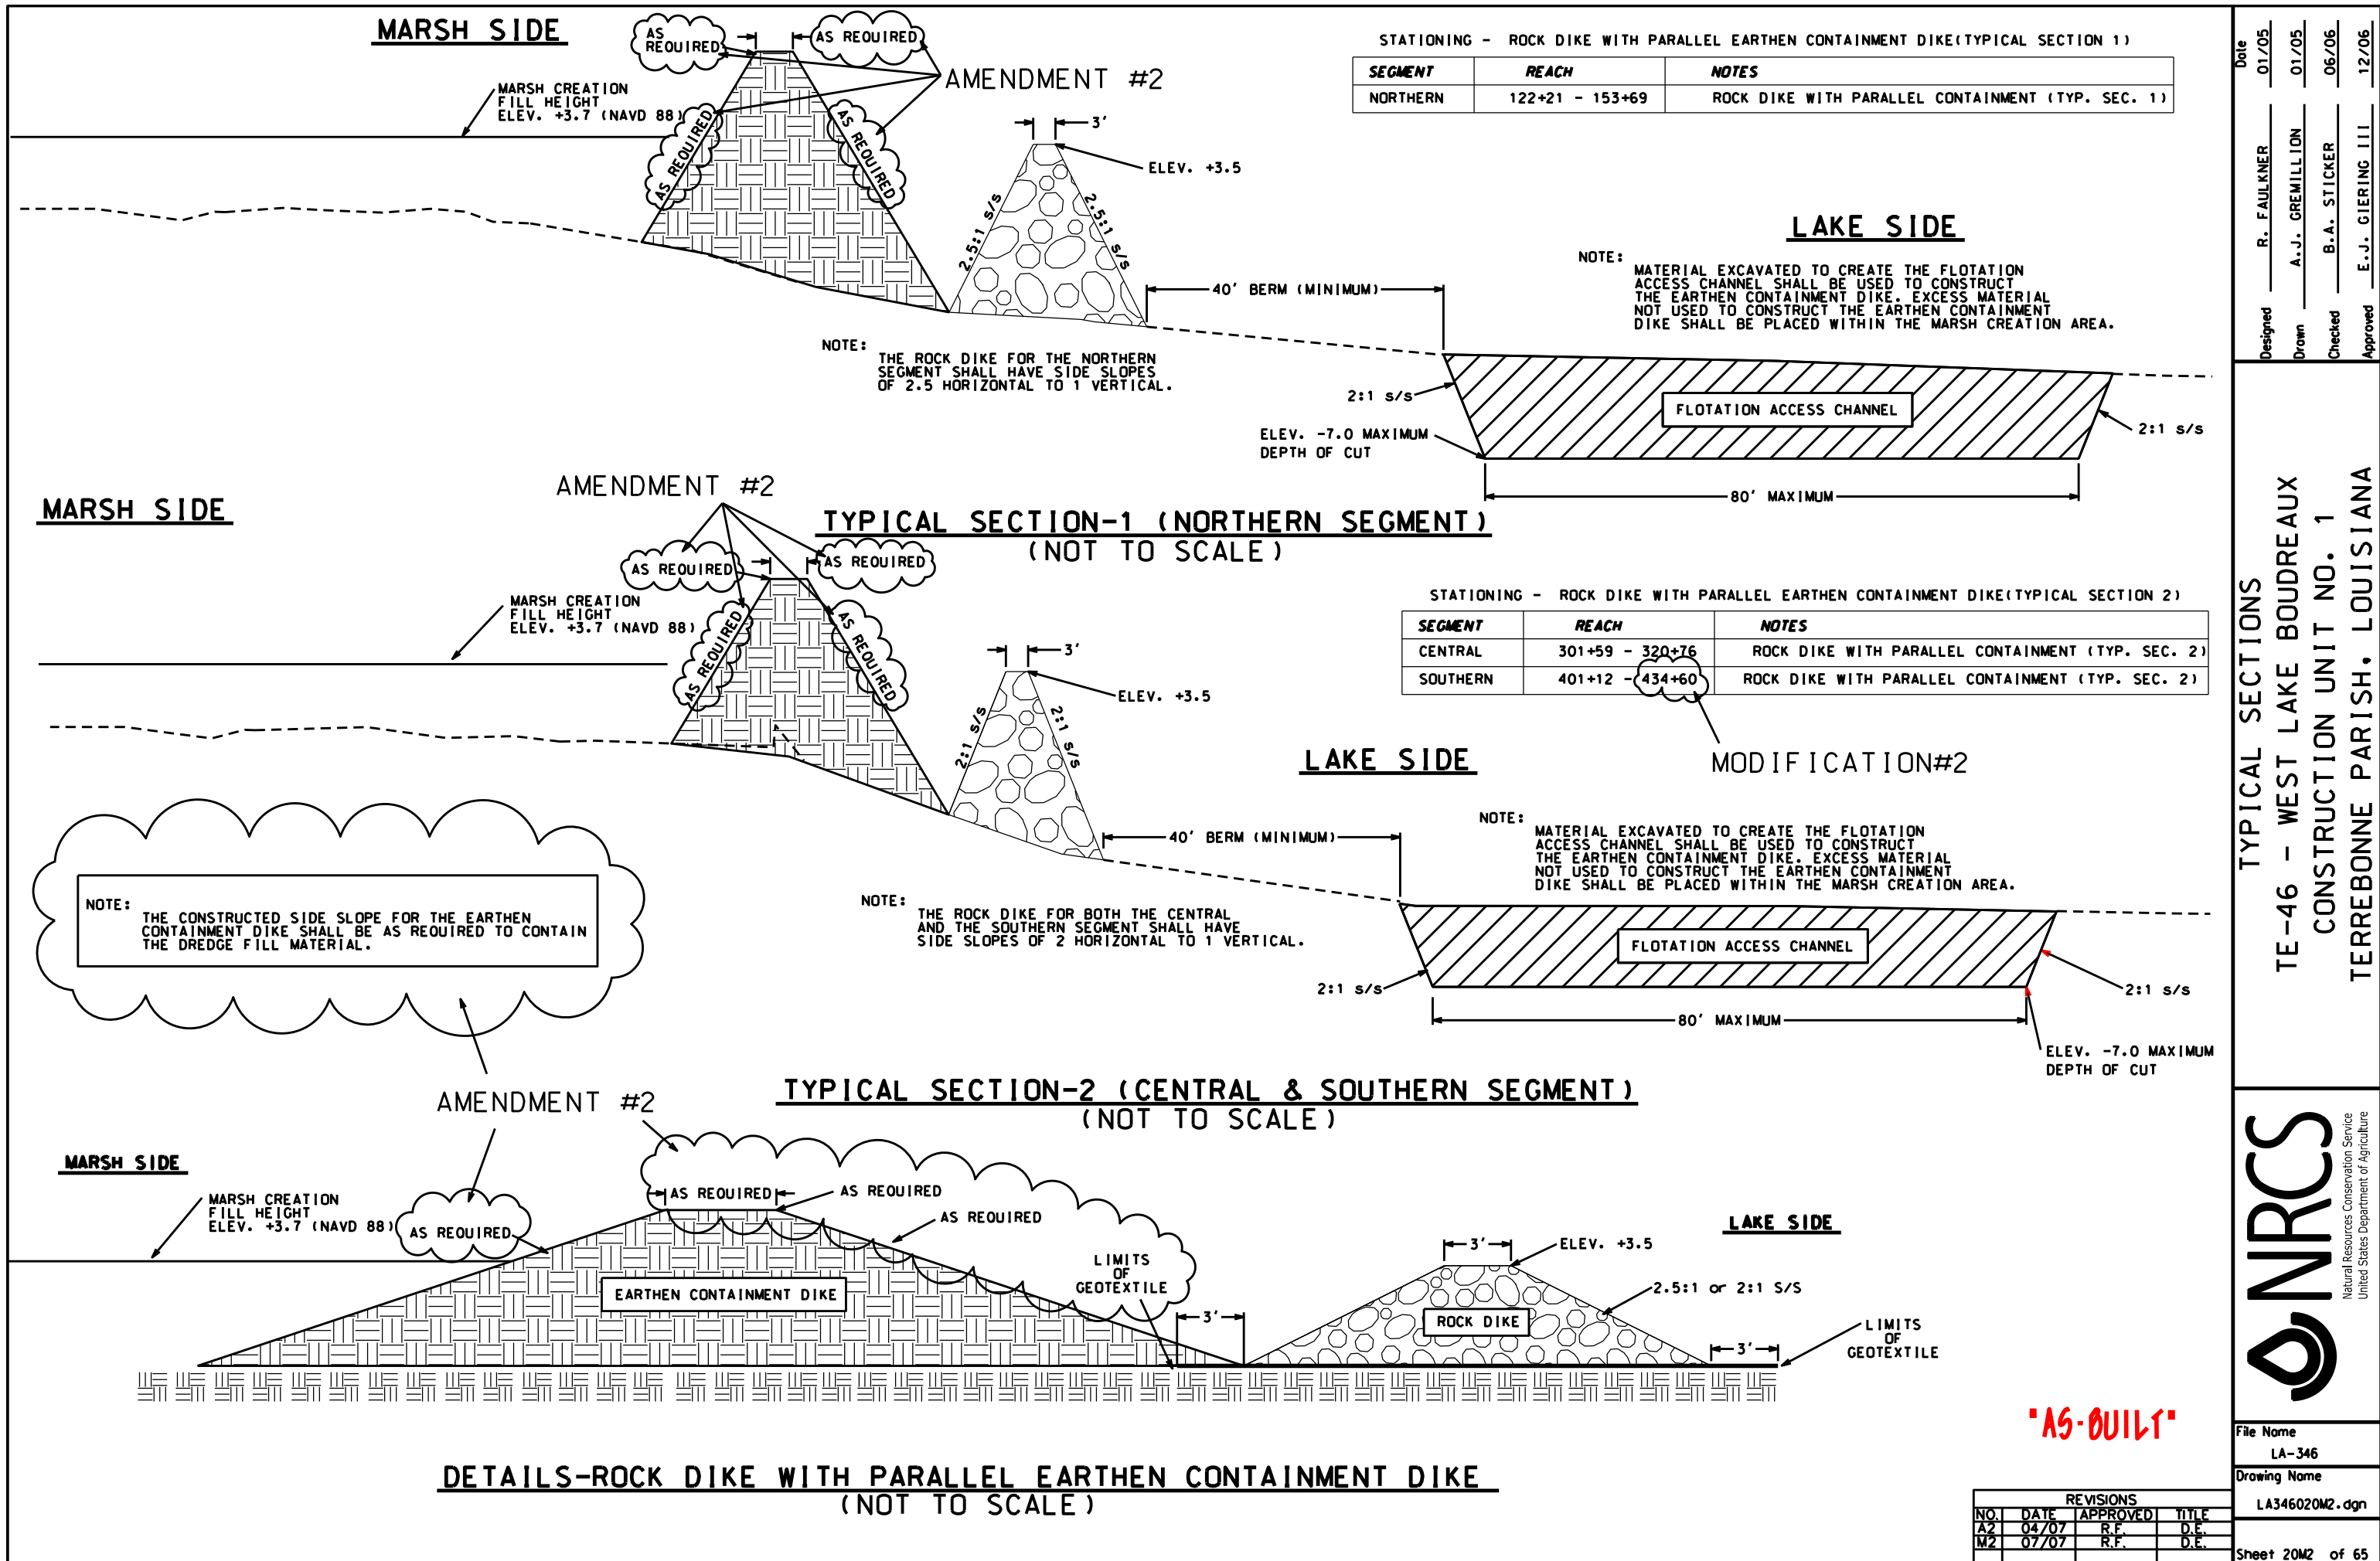 MARSH SIDE
AS
REQUIRED
AS REQUIRED
AMENDMENT #2
MARSH CREATION
FILL HEIGHT
ELEV. +3.7 (NAVD 88)
AS REQUIRED
AS REQUIRED
3'
ELEV. +3.5
2.5:1 s/s
2.5:1 s/s
STATIONING - ROCK DIKE WITH PARALLEL EARTHEN CONTAINMENT DIKE(TYPICAL SECTION 1)
SEGMENT REACH NOTES
NORTHERN 122+21 - 153+69 ROCK DIKE WITH PARALLEL CONTAINMENT (TYP. SEC. 1)
LAKE SIDE
NOTE:
MATERIAL EXCAVATED TO CREATE THE FLOTATION
ACCESS CHANNEL SHALL BE USED TO CONSTRUCT
THE EARTHEN CONTAINMENT DIKE. EXCESS MATERIAL
NOT USED TO CONSTRUCT THE EARTHEN CONTAINMENT
DIKE SHALL BE PLACED WITHIN THE MARSH CREATION AREA.
40' BERM (MINIMUM)
NOTE:
THE ROCK DIKE FOR THE NORTHERN
SEGMENT SHALL HAVE SIDE SLOPES
OF 2.5 HORIZONTAL TO 1 VERTICAL.
2:1 s/s
FLOTATION ACCESS CHANNEL
2:1 s/s
ELEV. -7.0 MAXIMUM
DEPTH OF CUT
80' MAXIMUM
TYPICAL SECTION-1 (NORTHERN SEGMENT)
(NOT TO SCALE)
MARSH SIDE
AMENDMENT #2
AS REQUIRED
AS REQUIRED
MARSH CREATION
FILL HEIGHT
ELEV. +3.7 (NAVD 88)
AS REQUIRED
AS REQUIRED
3'
ELEV. +3.5
2:1 s/s
2:1 s/s
STATIONING - ROCK DIKE WITH PARALLEL EARTHEN CONTAINMENT DIKE(TYPICAL SECTION 2)
SEGMENT REACH NOTES
CENTRAL 301+59 - 320+76 ROCK DIKE WITH PARALLEL CONTAINMENT (TYP. SEC. 2)
SOUTHERN 401+12 - 434+60 ROCK DIKE WITH PARALLEL CONTAINMENT (TYP. SEC. 2)
MODIFICATION#2
LAKE SIDE
NOTE:
MATERIAL EXCAVATED TO CREATE THE FLOTATION
ACCESS CHANNEL SHALL BE USED TO CONSTRUCT
THE EARTHEN CONTAINMENT DIKE. EXCESS MATERIAL
NOT USED TO CONSTRUCT THE EARTHEN CONTAINMENT
DIKE SHALL BE PLACED WITHIN THE MARSH CREATION AREA.
40' BERM (MINIMUM)
NOTE:
THE ROCK DIKE FOR BOTH THE CENTRAL
AND THE SOUTHERN SEGMENT SHALL HAVE
SIDE SLOPES OF 2 HORIZONTAL TO 1 VERTICAL.
NOTE:
THE CONSTRUCTED SIDE SLOPE FOR THE EARTHEN
CONTAINMENT DIKE SHALL BE AS REQUIRED TO CONTAIN
THE DREDGE FILL MATERIAL.
2:1 s/s
FLOTATION ACCESS CHANNEL
2:1 s/s
80' MAXIMUM
ELEV. -7.0 MAXIMUM
DEPTH OF CUT
TYPICAL SECTION-2 (CENTRAL & SOUTHERN SEGMENT)
(NOT TO SCALE)
AMENDMENT #2
MARSH SIDE
MARSH CREATION
FILL HEIGHT
ELEV. +3.7 (NAVD 88)
AS REQUIRED
AS REQUIRED
AS REQUIRED
AS REQUIRED
EARTHEN CONTAINMENT DIKE
LIMITS
OF
GEOTEXTILE
3'
LAKE SIDE
3'
ELEV. +3.5
2.5:1 or 2:1 S/S
ROCK DIKE
3'
LIMITS
OF
GEOTEXTILE
DETAILS-ROCK DIKE WITH PARALLEL EARTHEN CONTAINMENT DIKE
(NOT TO SCALE)
"AS-BUILT"
REVISIONS
NO. DATE APPROVED TITLE
A2 04/07 R.F. D.E.
M2 07/07 R.F. D.E.
Date
Designed R. FAULKNER 01/05
Drawn A.J. GREMILLION 01/05
Checked B.A. STICKER 06/06
Approved E.J. GIERING III 12/06
TYPICAL SECTIONS
TE-46 - WEST LAKE BOUDREAUX
CONSTRUCTION UNIT NO. 1
TERREBONNE PARISH, LOUISIANA
NRCS
Natural Resources Conservation Service
United States Department of Agriculture
File Name
LA-346
Drawing Name
LA346020M2.dgn
Sheet 20M2 of 65